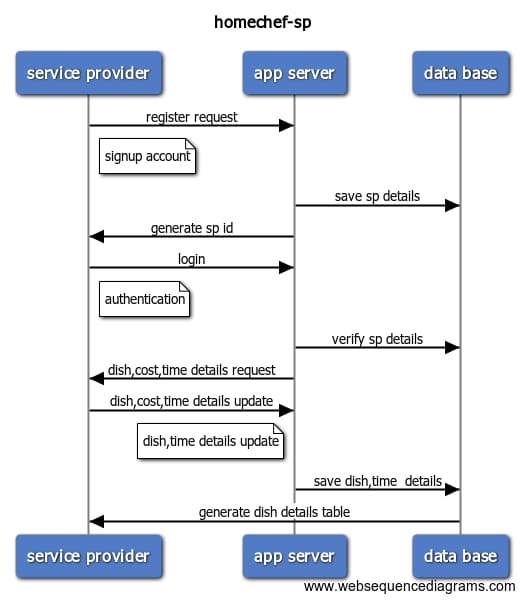 homechef-sp
service provider
app server
data base
register request
signup account
save sp details
generate sp id
login
authentication
verify sp details
dish,cost,time details request
dish,cost,time details update
dish,time details update
save dish,time  details
generate dish details table
service provider
app server
data base
www.websequencediagrams.com